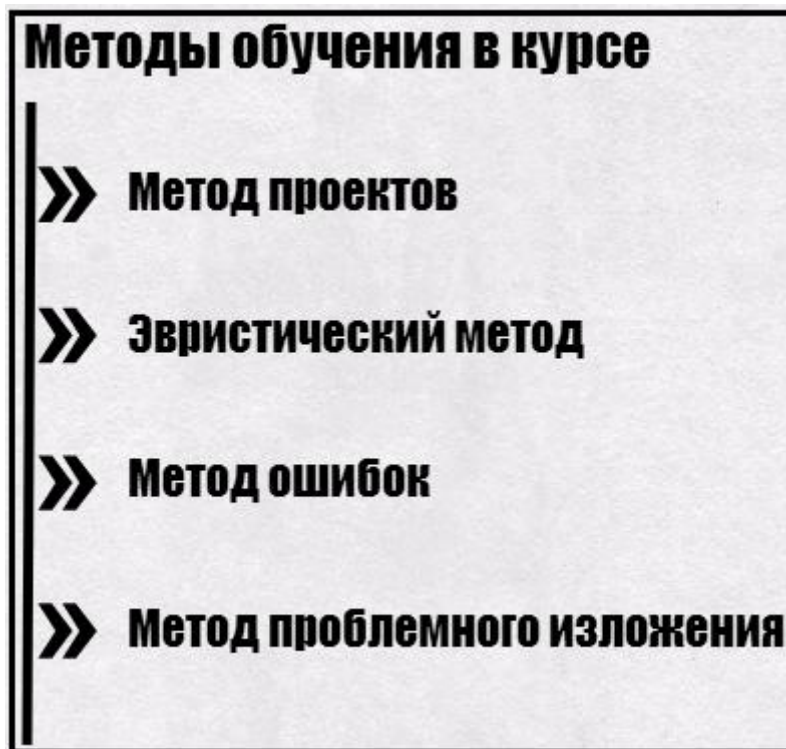 Методы обучения в курсе
Метод проектов
Эвристический метод
Метод ошибок
Метод проблемного изложения